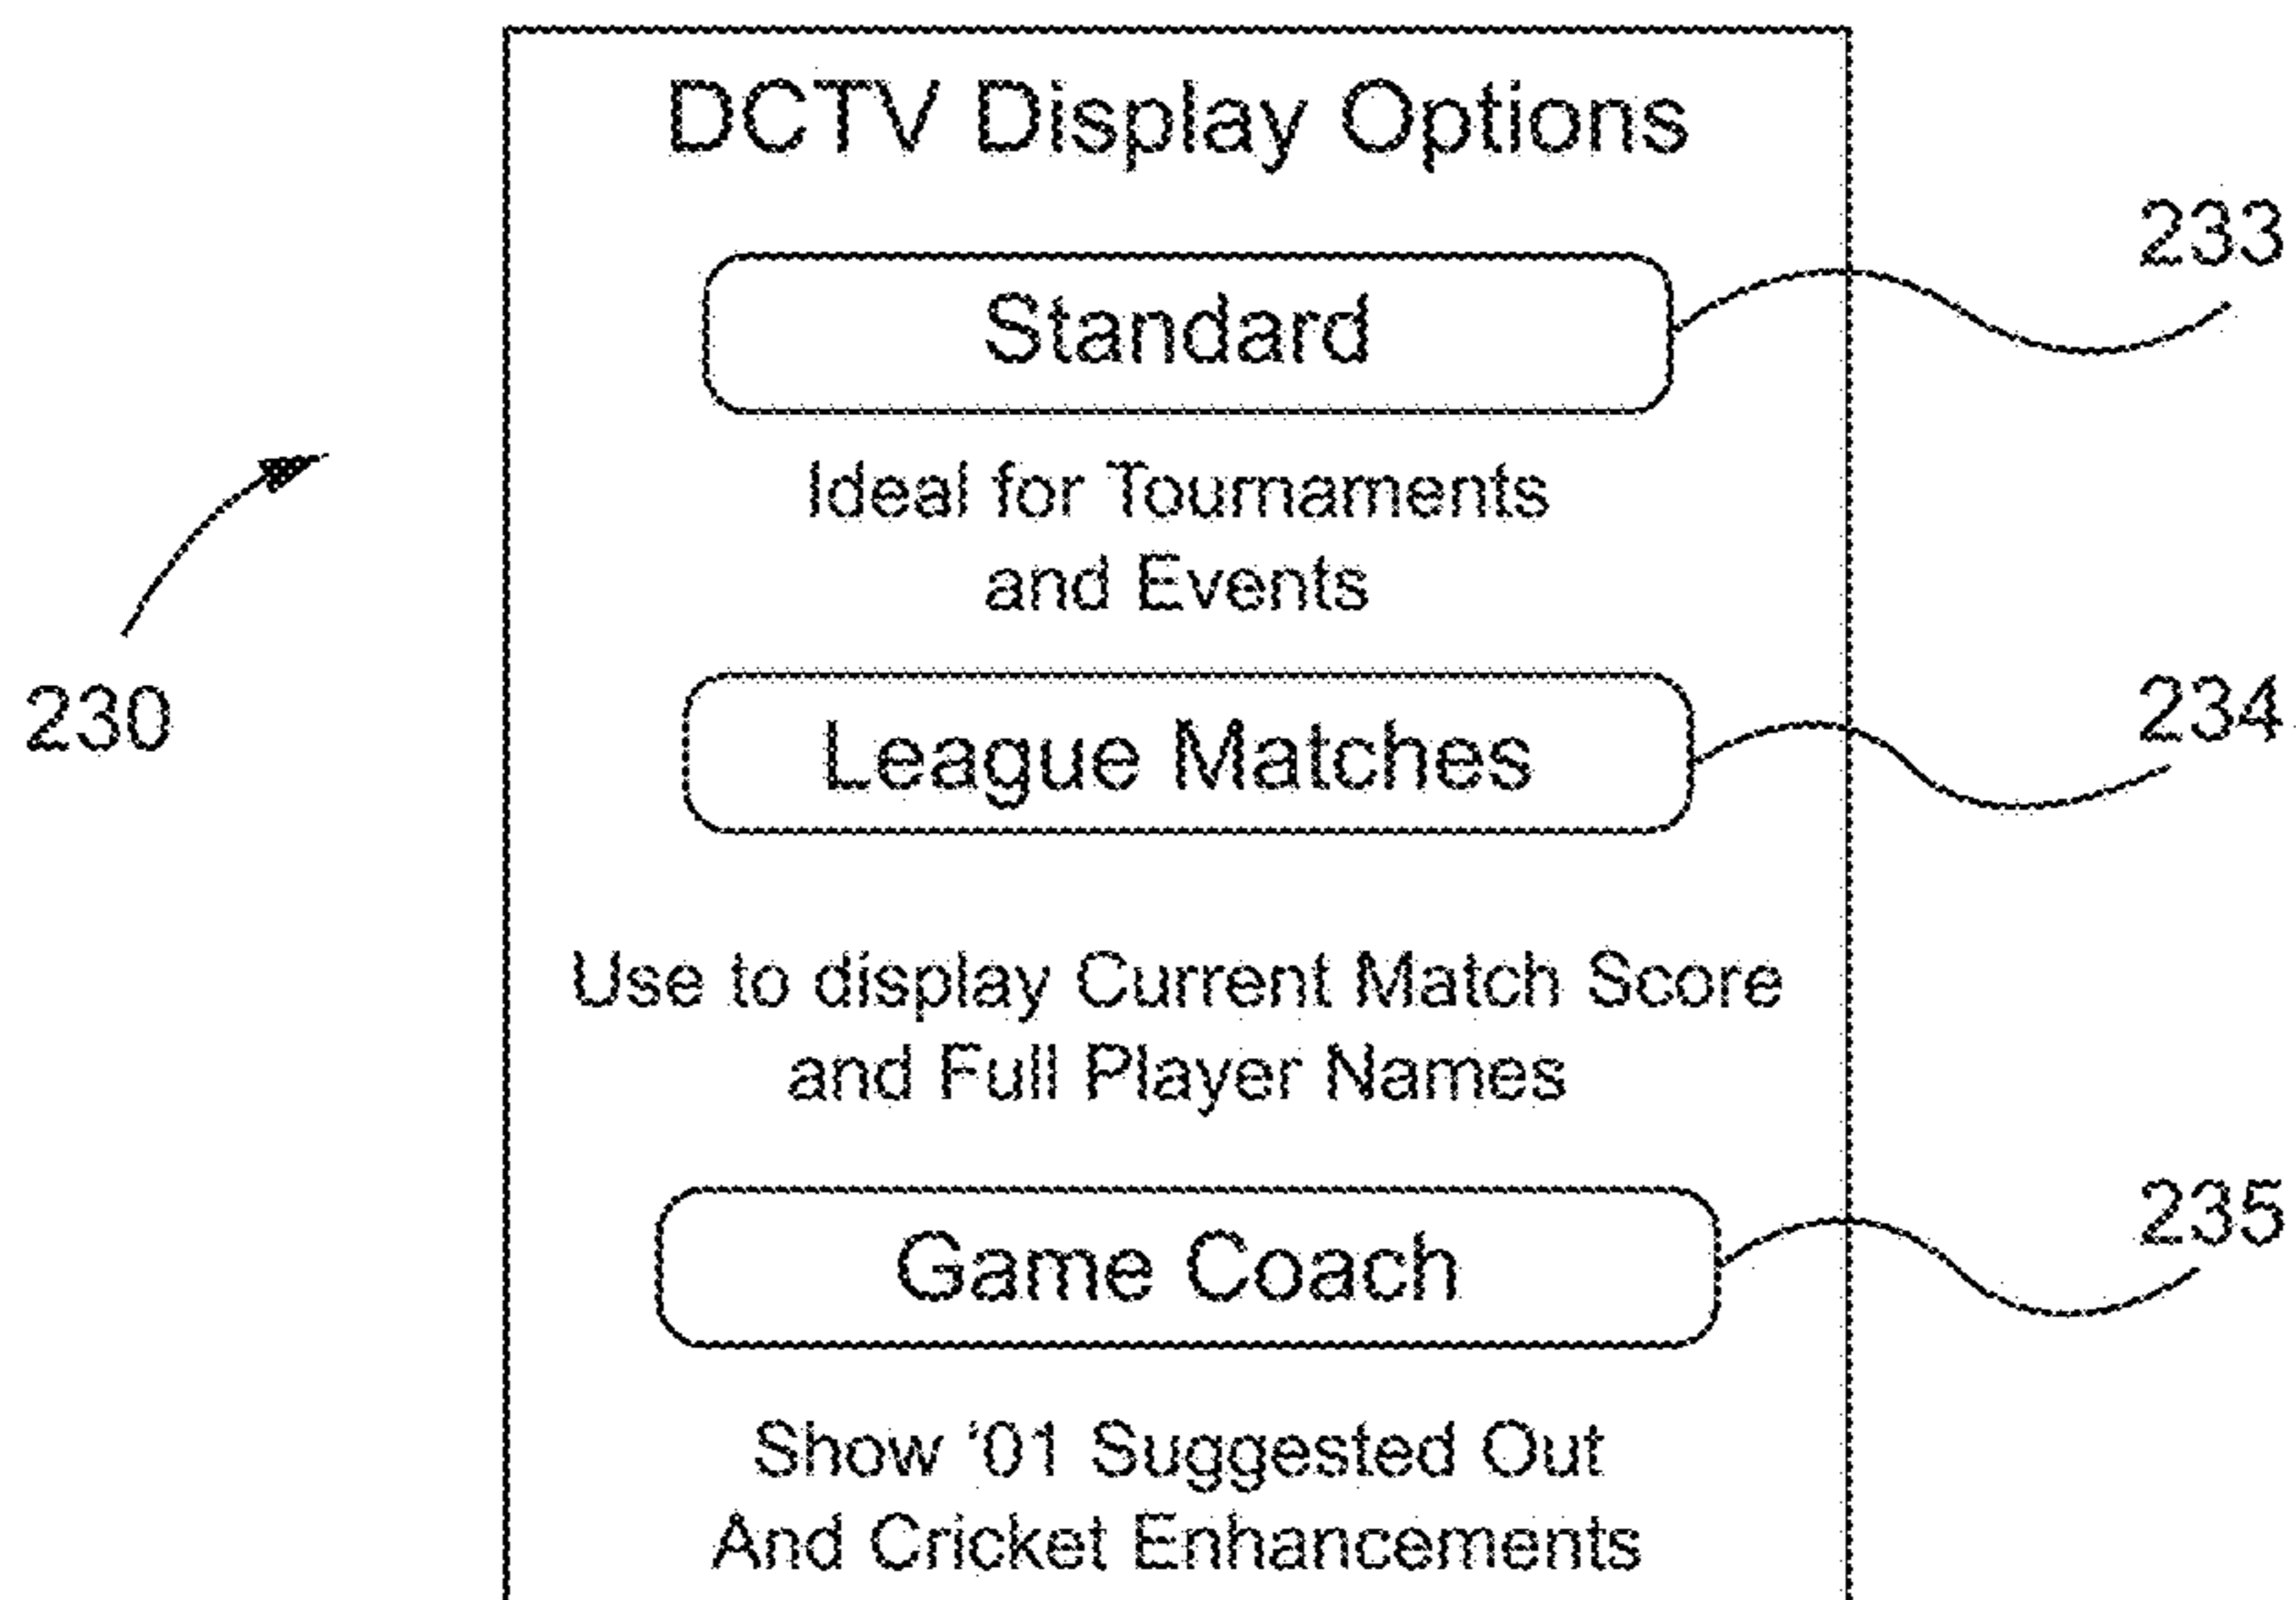 DCTV Display Options
233
Standard
Ideal for Tournaments
and Events
230
234
League Matches
Use to display Current Match Score
and Full Player Names
235
Game Coach
Show '01 Suggested Out
And Cricket Enhancements